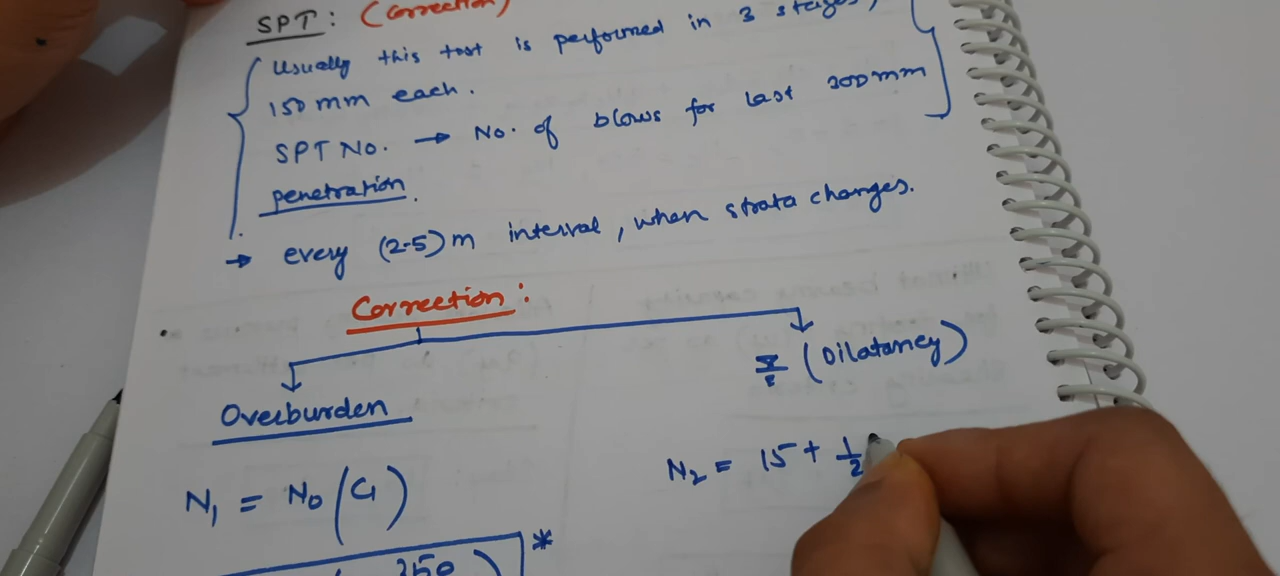 SPT: (Correction)
Usually this test is performed in 3 stages,
150 mm each.
SPT No. → No. of blows for last 300 mm
penetration.
→ every (2-5) m interval, when strata changes.
Correction:
Overburden
(Dilatancy)
N₁ = N₀ (C₁)
N₂ = 15 + 1/2
350 ) *